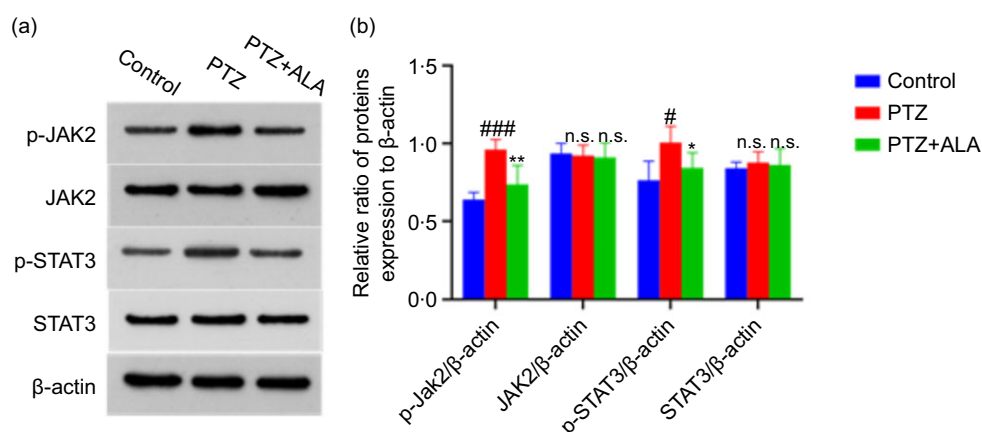 (a)
Control PTZ PTZ+ALA
p-JAK2
JAK2
p-STAT3
STAT3
β-actin
(b)
Relative ratio of proteins
expression to β-actin
1·5
1·0
0·5
0·0
###
**
n.s. n.s.
#
*
n.s. n.s.
p-Jak2/β-actin
JAK2/β-actin
p-STAT3/β-actin
STAT3/β-actin
Control
PTZ
PTZ+ALA